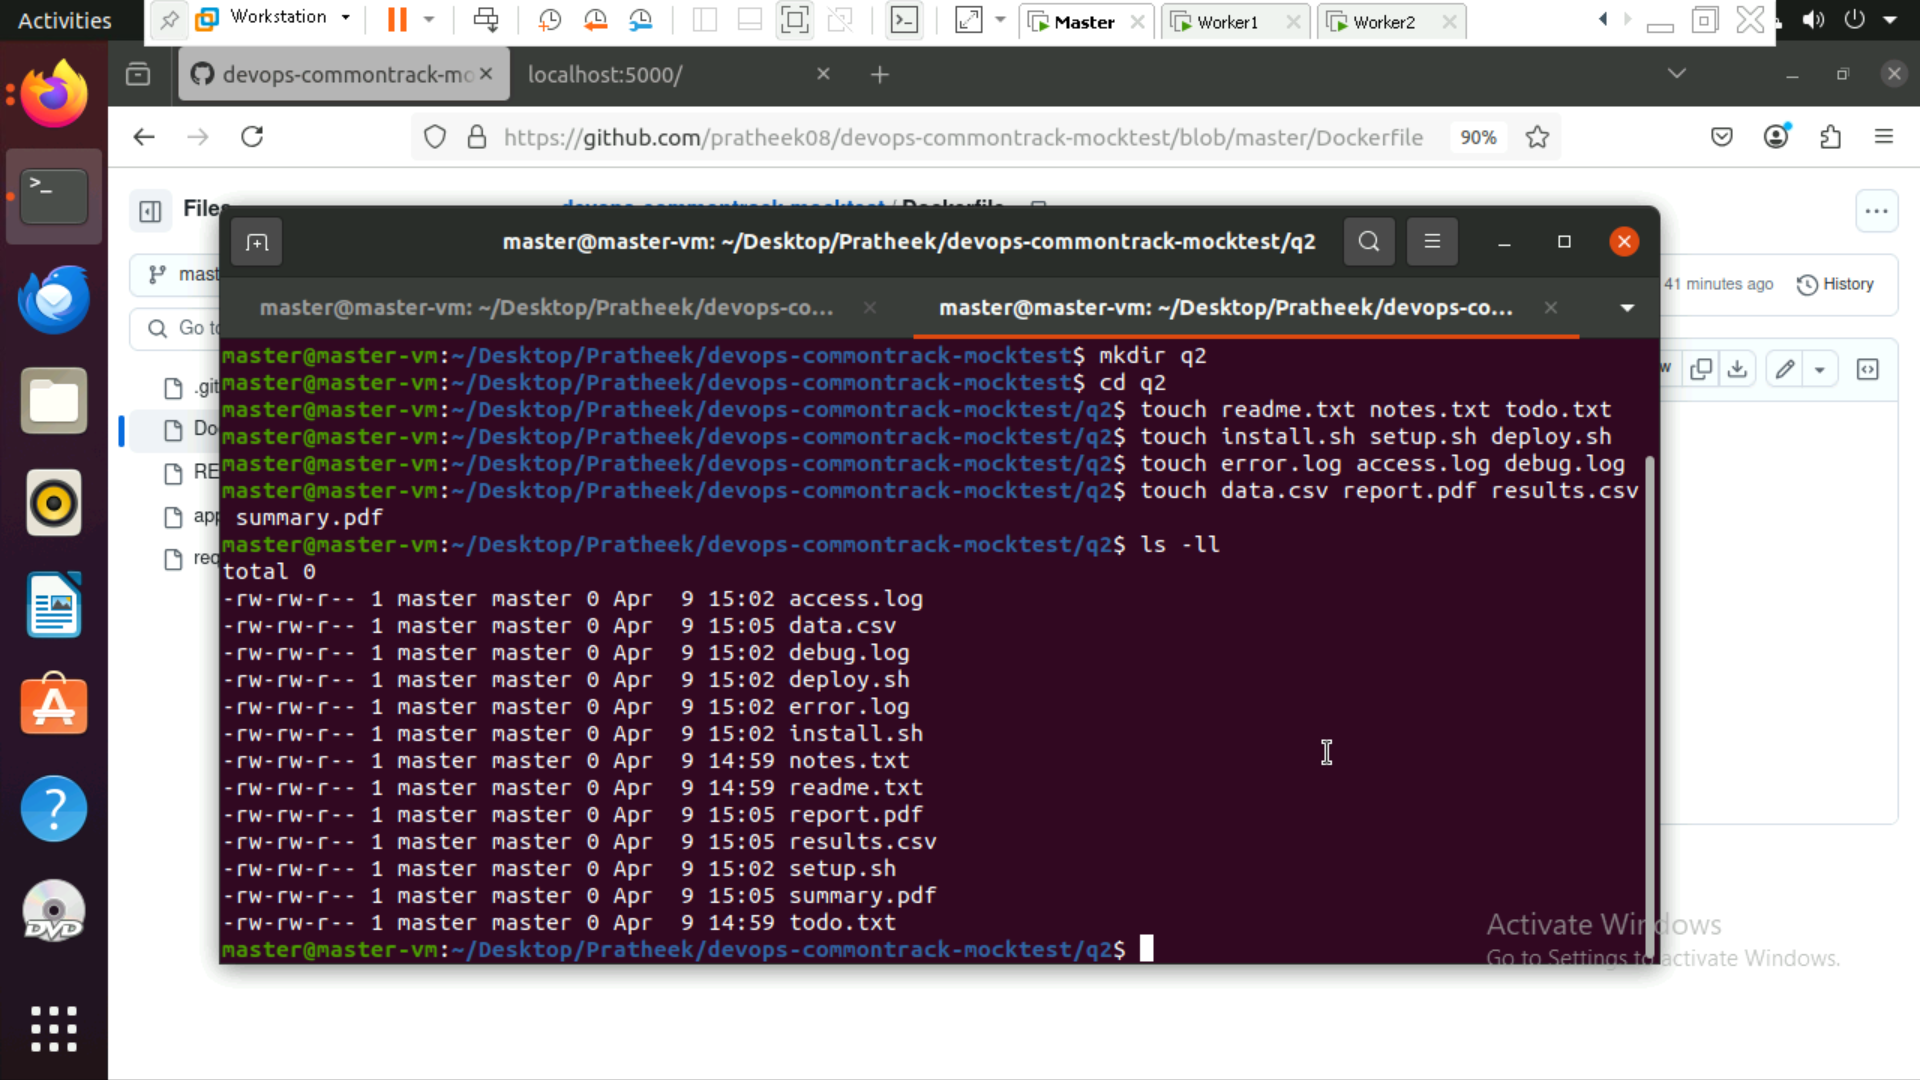 Activities
Workstation
Master
Worker1
Worker2
devops-commontrack-mo
localhost:5000/
https://github.com/pratheek08/devops-commontrack-mocktest/blob/master/Dockerfile
90%
Files
devops-commontrack-mocktest / Dockerfile
mast
41 minutes ago
History
Go to
.git
Do
RE
app
req
w
master@master-vm: ~/Desktop/Pratheek/devops-commontrack-mocktest/q2
master@master-vm: ~/Desktop/Pratheek/devops-co...
master@master-vm: ~/Desktop/Pratheek/devops-co...
master@master-vm:~/Desktop/Pratheek/devops-commontrack-mocktest$ mkdir q2
master@master-vm:~/Desktop/Pratheek/devops-commontrack-mocktest$ cd q2
master@master-vm:~/Desktop/Pratheek/devops-commontrack-mocktest/q2$ touch readme.txt notes.txt todo.txt
master@master-vm:~/Desktop/Pratheek/devops-commontrack-mocktest/q2$ touch install.sh setup.sh deploy.sh
master@master-vm:~/Desktop/Pratheek/devops-commontrack-mocktest/q2$ touch error.log access.log debug.log
master@master-vm:~/Desktop/Pratheek/devops-commontrack-mocktest/q2$ touch data.csv report.pdf results.csv
summary.pdf
master@master-vm:~/Desktop/Pratheek/devops-commontrack-mocktest/q2$ ls -ll
total 0
-rw-rw-r-- 1 master master 0 Apr  9 15:02 access.log
-rw-rw-r-- 1 master master 0 Apr  9 15:05 data.csv
-rw-rw-r-- 1 master master 0 Apr  9 15:02 debug.log
-rw-rw-r-- 1 master master 0 Apr  9 15:02 deploy.sh
-rw-rw-r-- 1 master master 0 Apr  9 15:02 error.log
-rw-rw-r-- 1 master master 0 Apr  9 15:02 install.sh
-rw-rw-r-- 1 master master 0 Apr  9 14:59 notes.txt
-rw-rw-r-- 1 master master 0 Apr  9 14:59 readme.txt
-rw-rw-r-- 1 master master 0 Apr  9 15:05 report.pdf
-rw-rw-r-- 1 master master 0 Apr  9 15:05 results.csv
-rw-rw-r-- 1 master master 0 Apr  9 15:02 setup.sh
-rw-rw-r-- 1 master master 0 Apr  9 15:05 summary.pdf
-rw-rw-r-- 1 master master 0 Apr  9 14:59 todo.txt
master@master-vm:~/Desktop/Pratheek/devops-commontrack-mocktest/q2$
Activate Windows
Go to Settings to activate Windows.
DVD